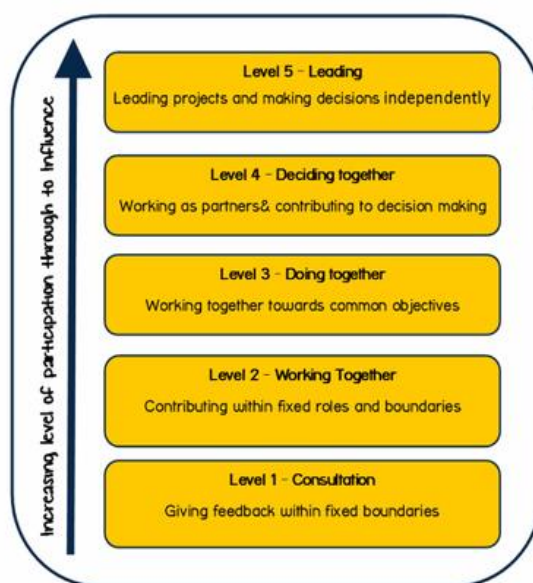 Increasing level of participation through to Influence
Level 5 - Leading
Leading projects and making decisions independently
Level 4 - Deciding together
Working as partners& contributing to decision making
Level 3 - Doing together
Working together towards common objectives
Level 2 - Working Together
Contributing within fixed roles and boundaries
Level 1 - Consultation
Giving feedback within fixed boundaries